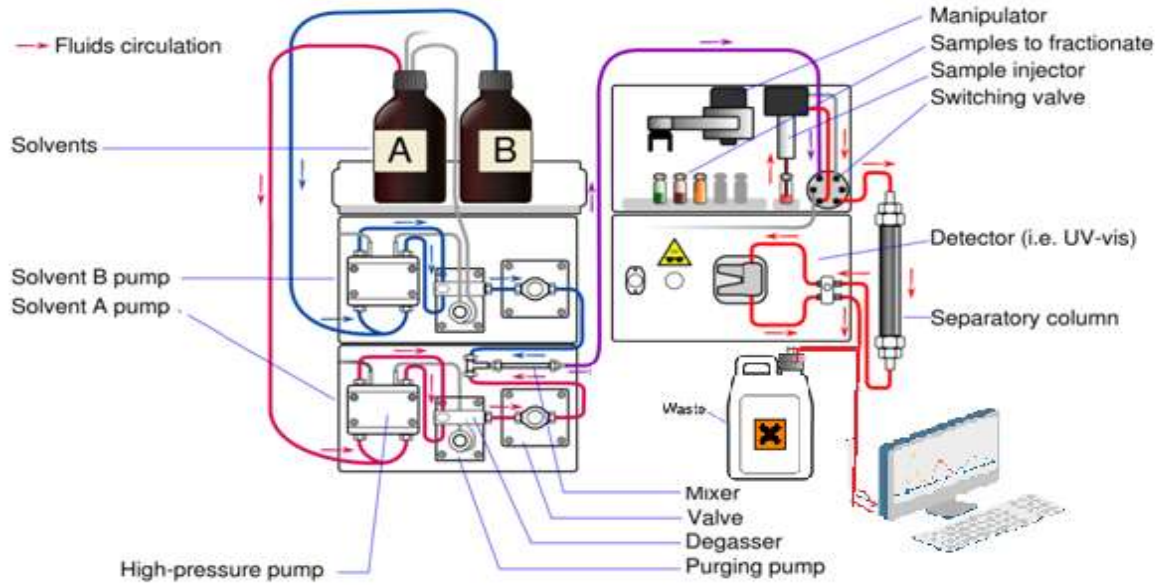 Fluids circulation
Manipulator
Samples to fractionate
Sample injector
Switching valve
A
B
Solvents
Solvent B pump
Solvent A pump
Detector (i.e. UV-vis)
Separatory column
Waste
Mixer
Valve
Degasser
Purging pump
High-pressure pump